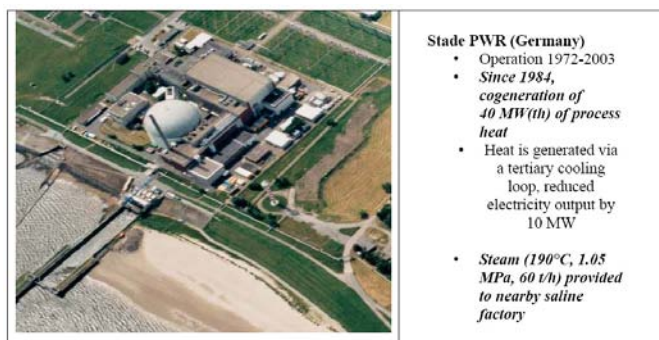 Stade PWR (Germany)
• Operation 1972-2003
• Since 1984,
cogeneration of
40 MW(th) of process
heat
• Heat is generated via
a tertiary cooling
loop, reduced
electricity output by
10 MW
• Steam (190°C, 1.05
MPa, 60 t/h) provided
to nearby saline
factory